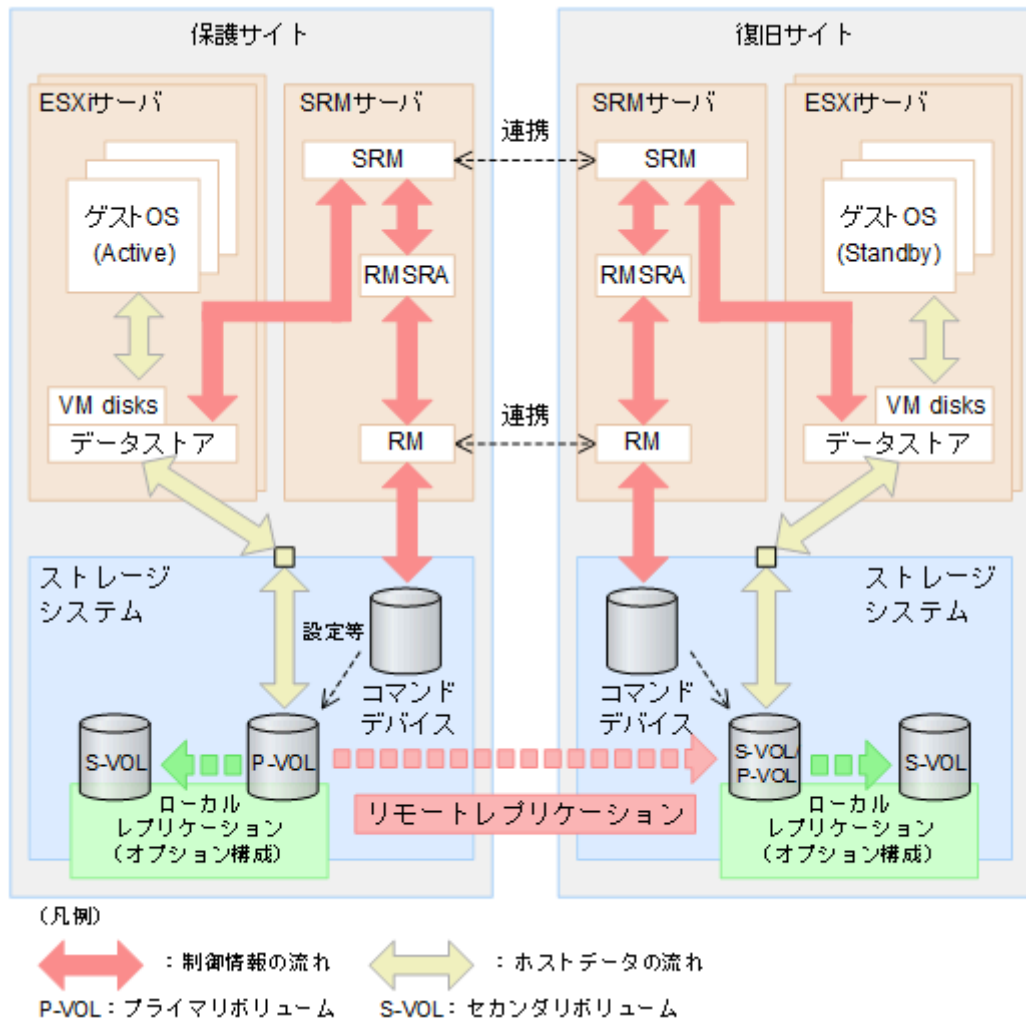 保護サイト
ESXiサーバ
ゲストOS
(Active)
VM disks
データストア
SRMサーバ
SRM
RMSRA
RM
連携
連携
復旧サイト
SRMサーバ
SRM
RMSRA
RM
ESXiサーバ
ゲストOS
(Standby)
VM disks
データストア
ストレージ
システム
設定等
コマンド
デバイス
S-VOL
P-VOL
ローカル
レプリケーション
(オプション構成)
リモートレプリケーション
ストレージ
システム
コマンド
デバイス
S-VOL/
P-VOL
S-VOL
ローカル
レプリケーション
(オプション構成)
(凡例)
：制御情報の流れ
：ホストデータの流れ
P-VOL：プライマリボリューム
S-VOL：セカンダリボリューム